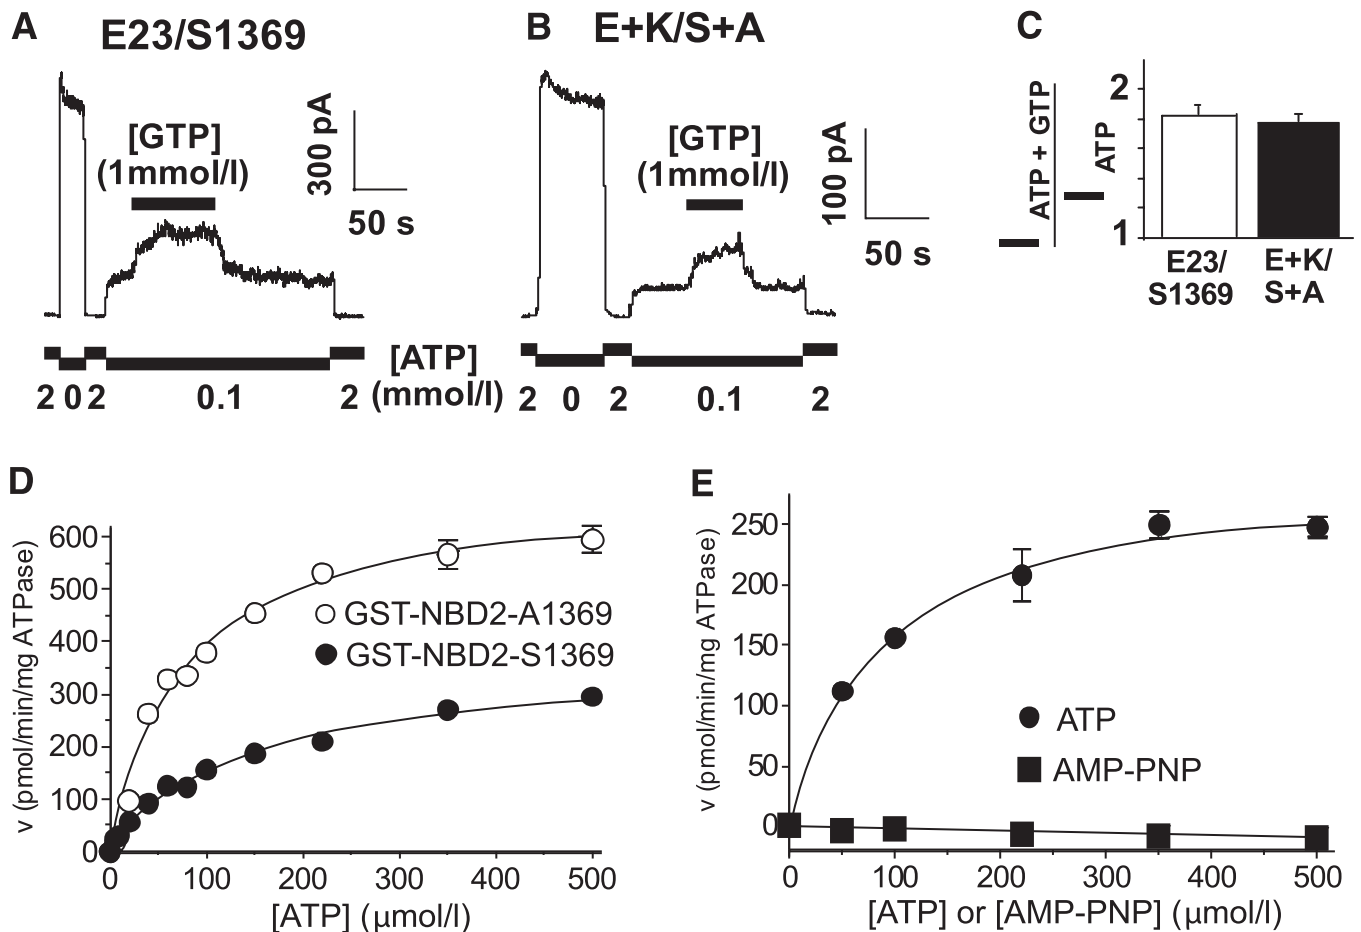 A
E23/S1369
[GTP]
(1mmol/l)
300 pA
50 s
2 0 2 0.1 2
[ATP]
(mmol/l)
B
E+K/S+A
[GTP]
(1mmol/l)
100 pA
50 s
2 0 2 0.1 2
C
ATP + GTP
ATP
2
1
E23/
S1369
E+K/
S+A
D
v (pmol/min/mg ATPase)
600
500
400
300
200
100
0
GST-NBD2-A1369
GST-NBD2-S1369
0 100 200 300 400 500
[ATP] (µmol/l)
E
v (pmol/min/mg ATPase)
250
200
150
100
50
0
ATP
AMP-PNP
0 100 200 300 400 500
[ATP] or [AMP-PNP] (µmol/l)